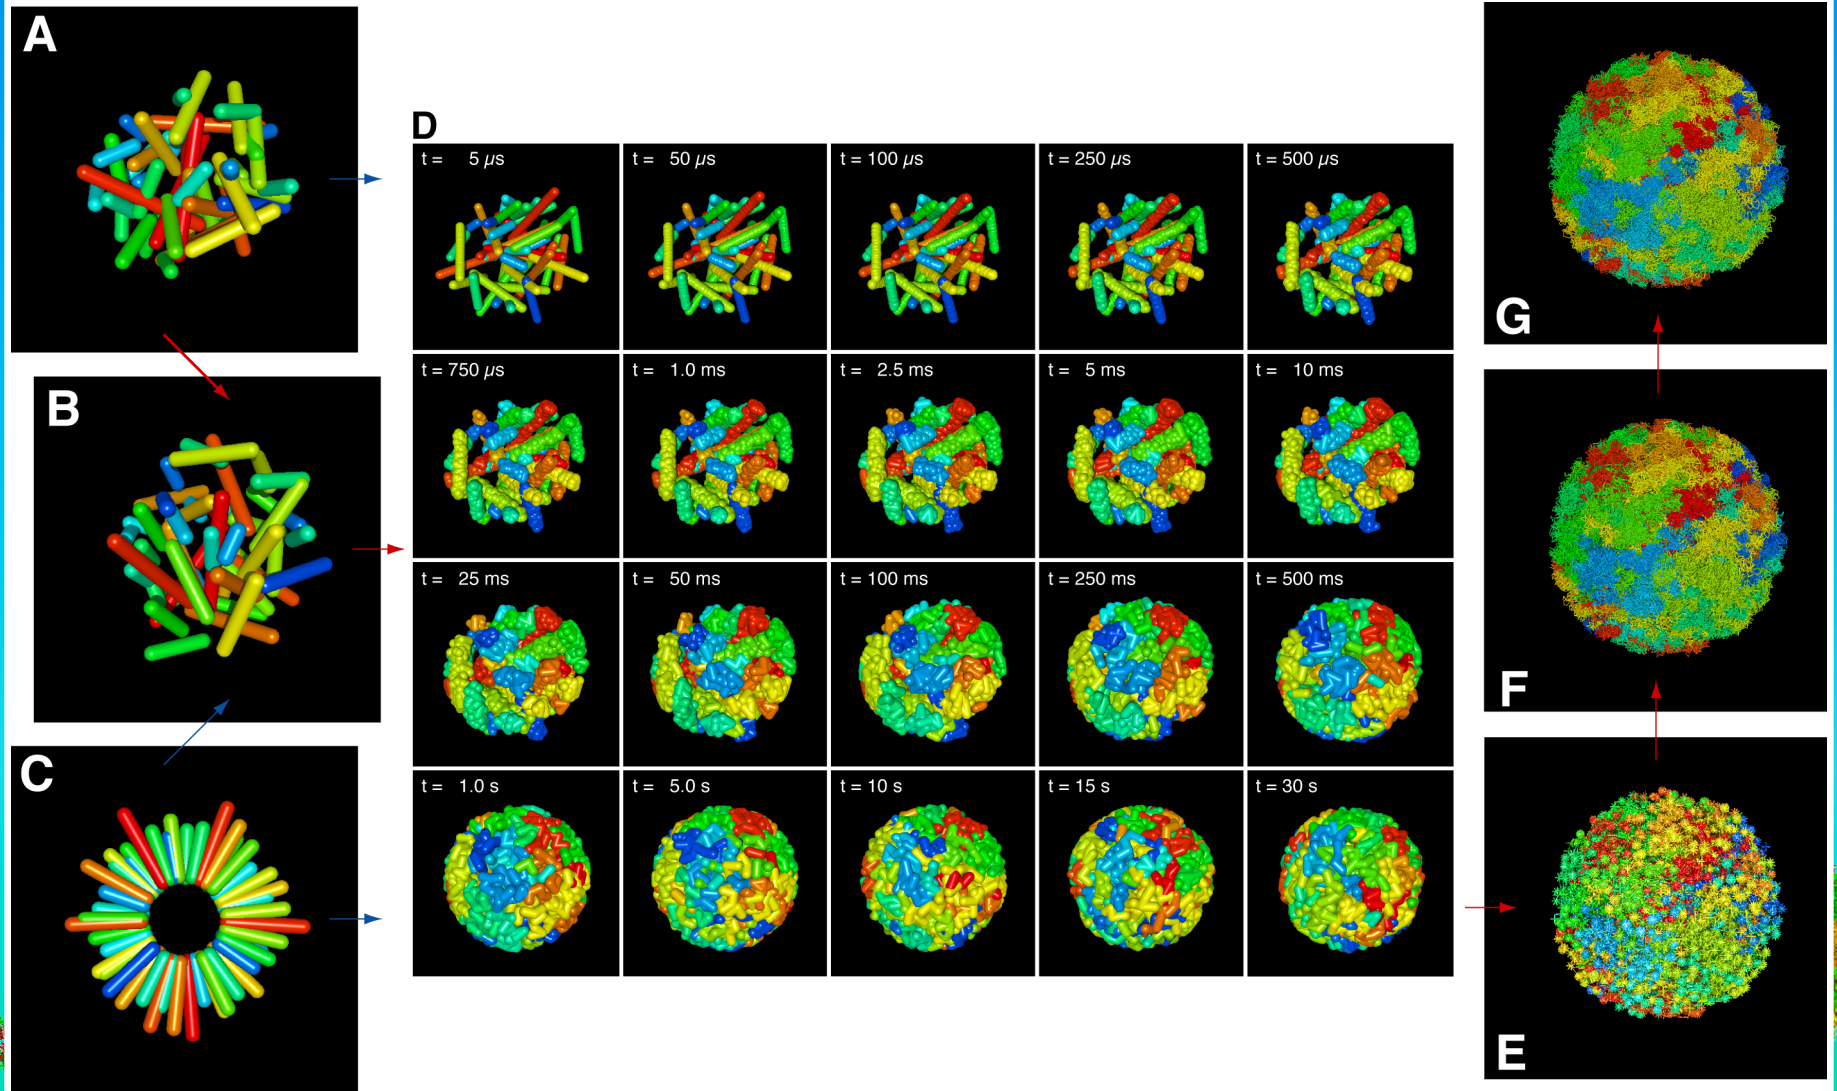 A
B
C
D
t = 5 µs
t = 50 µs
t = 100 µs
t = 250 µs
t = 500 µs
t = 750 µs
t = 1.0 ms
t = 2.5 ms
t = 5 ms
t = 10 ms
t = 25 ms
t = 50 ms
t = 100 ms
t = 250 ms
t = 500 ms
t = 1.0 s
t = 5.0 s
t = 10 s
t = 15 s
t = 30 s
G
F
E